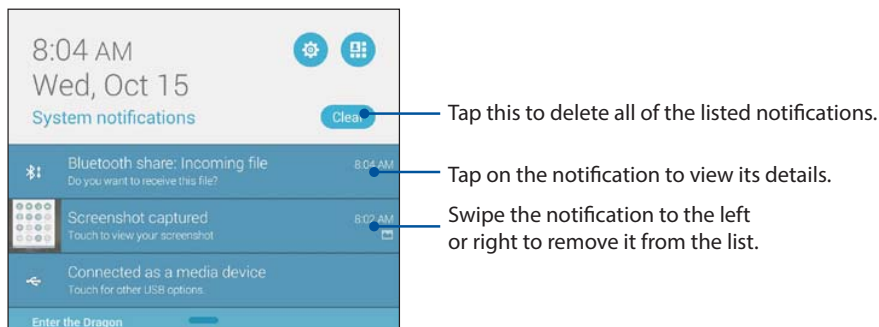 8:04 AM
Wed, Oct 15
System notifications
Clear
Tap this to delete all of the listed notifications.
Bluetooth share: Incoming file
8:04 AM
Do you want to receive this file?
Tap on the notification to view its details.
Screenshot captured
8:02 AM
Touch to view your screenshot
Swipe the notification to the left
or right to remove it from the list.
Connected as a media device
Touch for other USB options.
Enter the Dragon